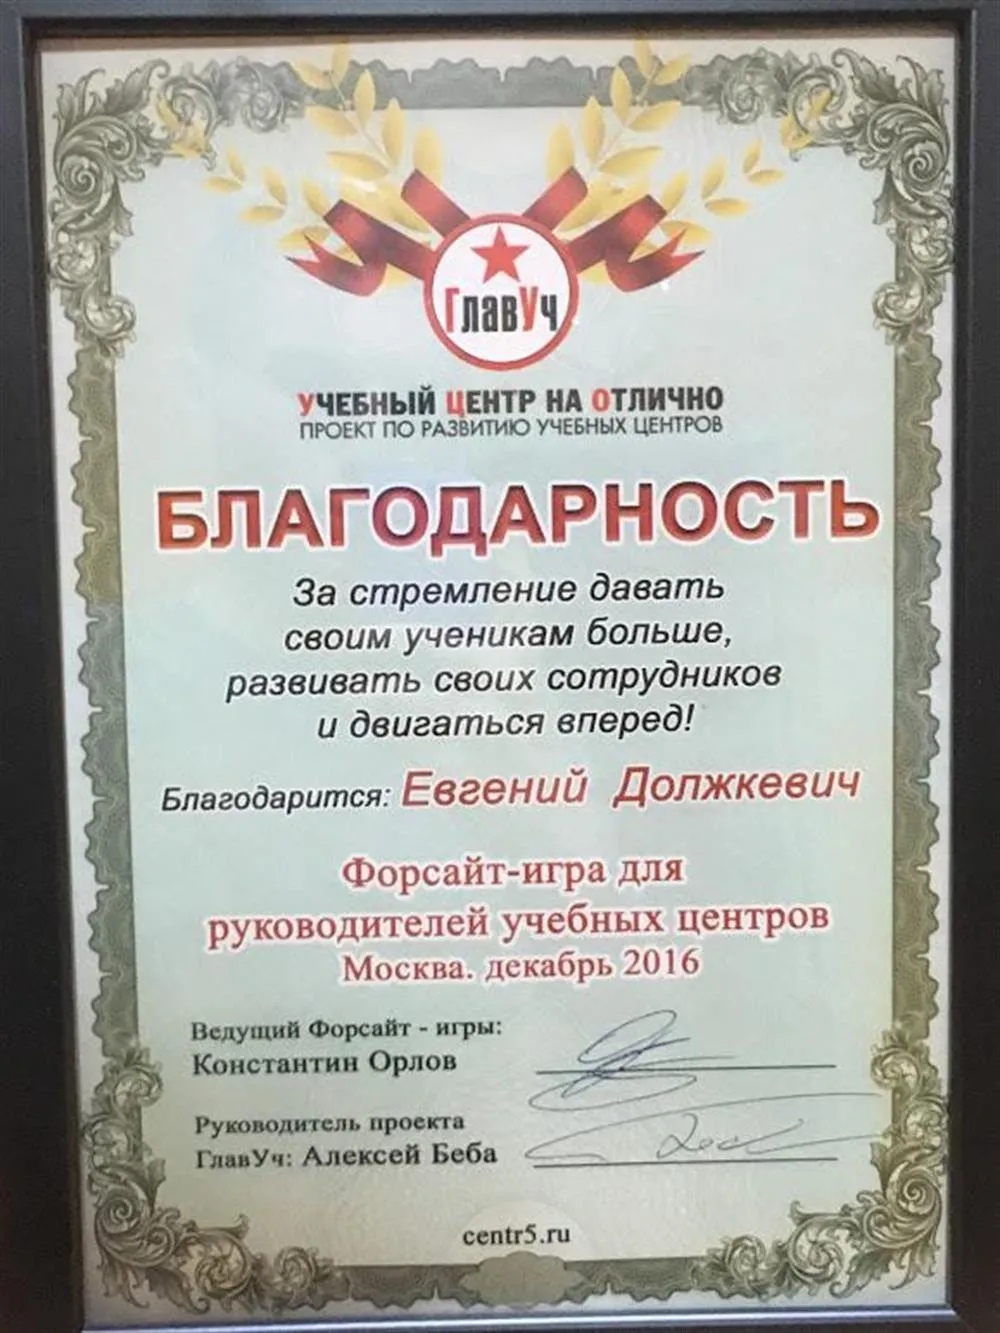 ГлавУч
УЧЕБНЫЙ ЦЕНТР НА ОТЛИЧНО
ПРОЕКТ ПО РАЗВИТИЮ УЧЕБНЫХ ЦЕНТРОВ
БЛАГОДАРНОСТЬ
За стремление давать
своим ученикам больше,
развивать своих сотрудников
и двигаться вперед!
Благодарится: Евгений Должкевич
Форсайт-игра для
руководителей учебных центров
Москва. декабрь 2016
Ведущий Форсайт - игры:
Константин Орлов
Руководитель проекта
ГлавУч: Алексей Беба
centr5.ru